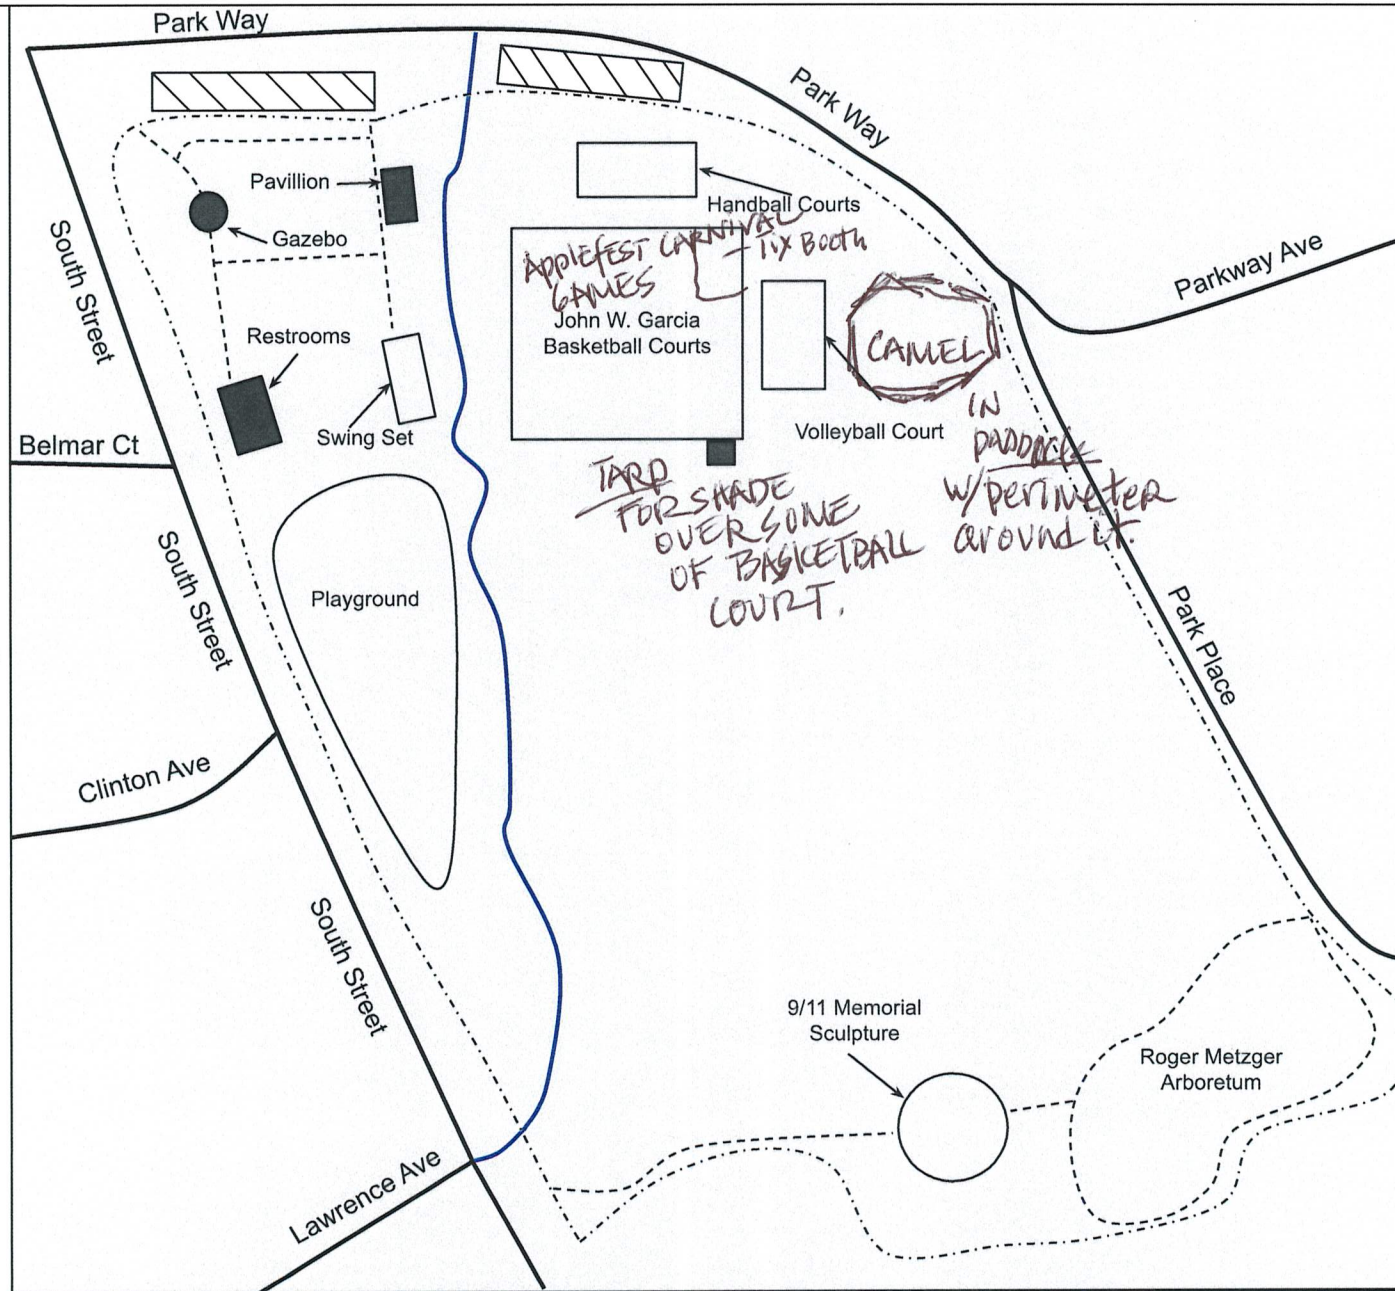 Park Way
Park Way
Pavillion
Gazebo
Handball Courts
APPlEfEST CARNIVAL
GAMES
- TIX Booth
South Street
Parkway Ave
John W. Garcia
Basketball Courts
Restrooms
Swing Set
CAMEL
IN
PADDOCK
W/perimeter
around it.
Volleyball Court
Belmar Ct
TARP
FOR SHADE
OVER SOME
OF BASKETBALL
COURT.
South Street
Playground
Park Place
Clinton Ave
South Street
9/11 Memorial
Sculpture
Roger Metzger
Arboretum
Lawrence Ave